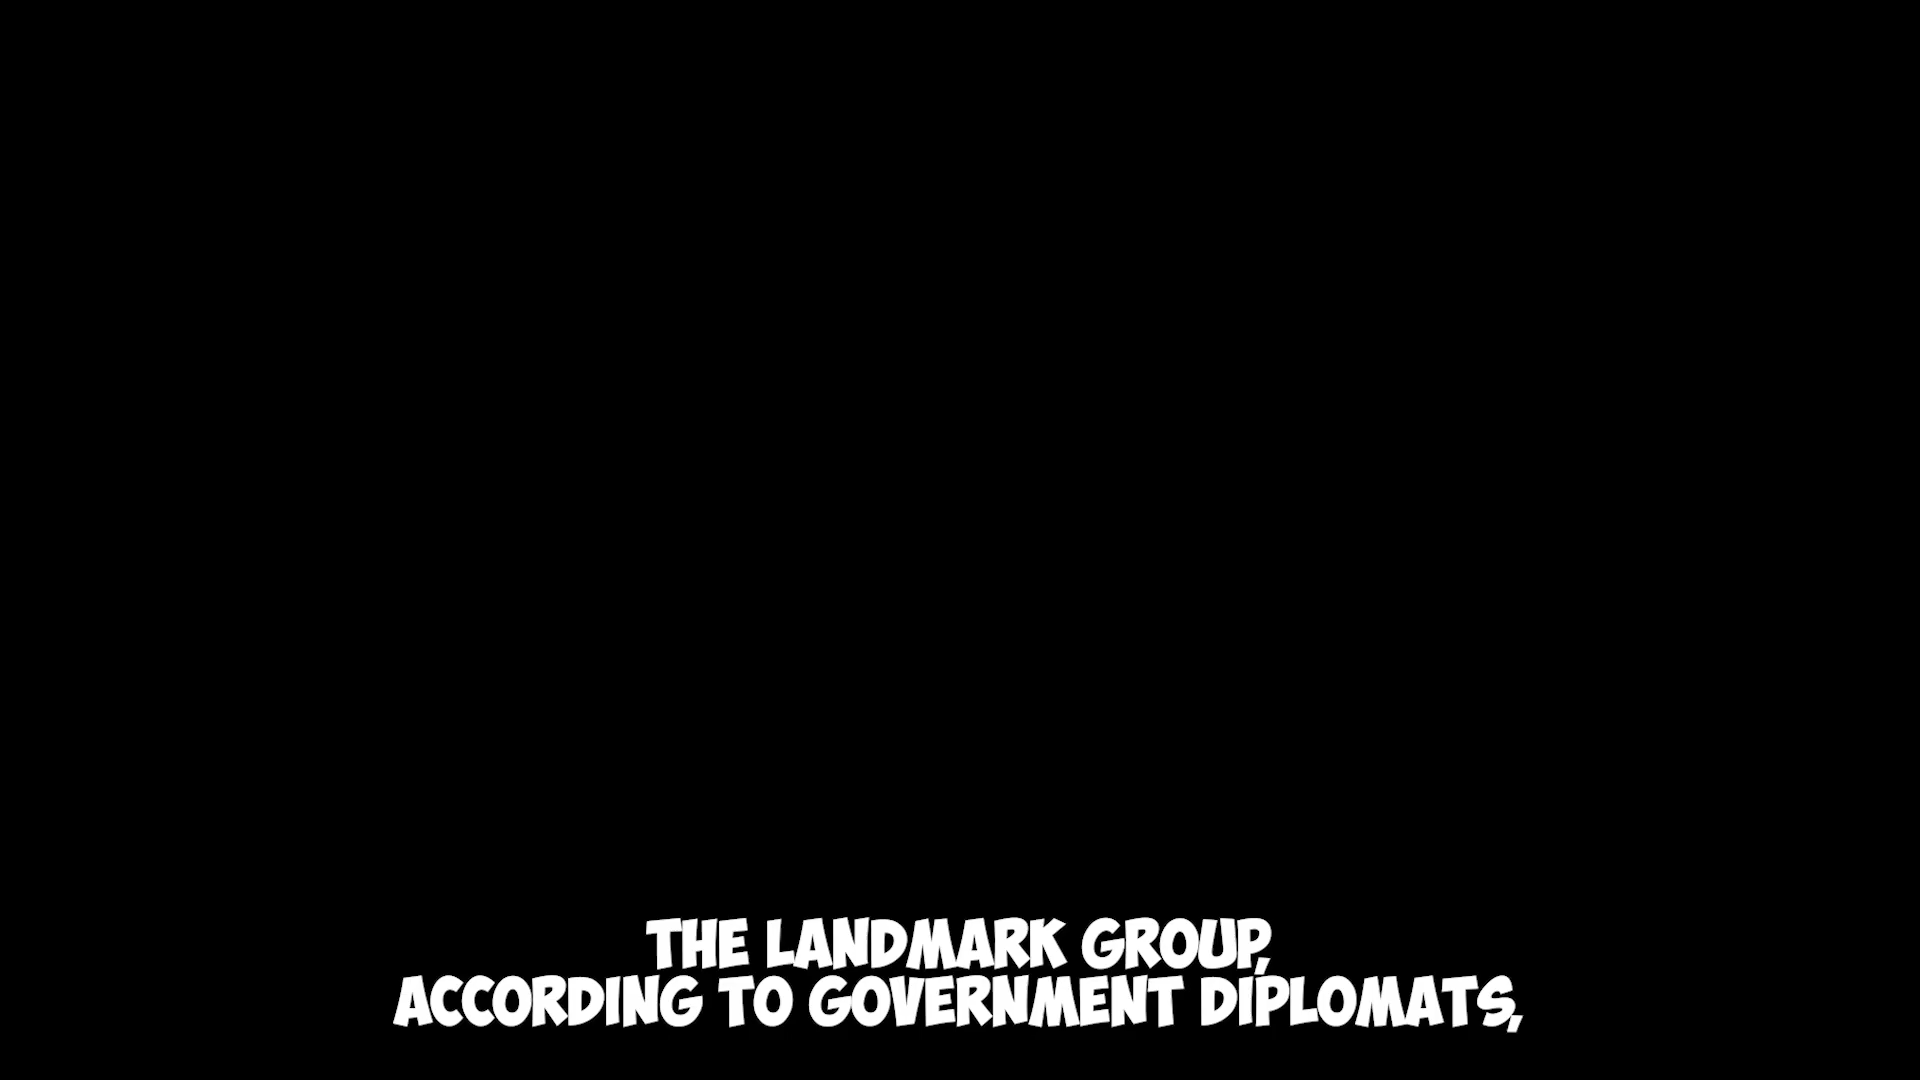 THE LANDMARK GROUP,
ACCORDING TO GOVERNMENT DIPLOMATS,